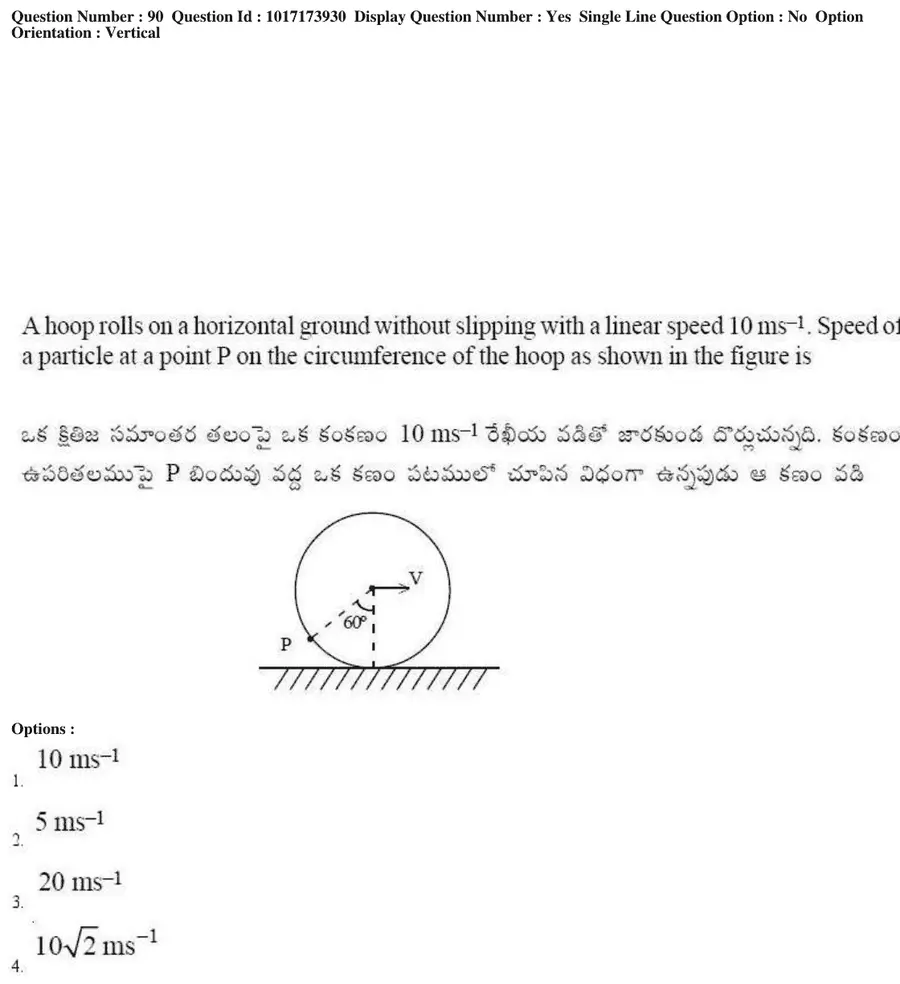 Question Number : 90 Question Id : 1017173930 Display Question Number : Yes Single Line Question Option : No Option
Orientation : Vertical
A hoop rolls on a horizontal ground without slipping with a linear speed 10 ms⁻¹. Speed of
a particle at a point P on the circumference of the hoop as shown in the figure is
ఒక క్షితిజ సమాంతర తలంపై ఒక కంకణం 10 ms⁻¹ రేఖీయ వడితో జారకుండ దొర్లుచున్నది. కంకణం
ఉపరితలముపై P బిందువు వద్ద ఒక కణం పటములో చూపిన విధంగా ఉన్నపుడు ఆ కణం వడి
V
60°
P
Options :
10 ms⁻¹
1.
5 ms⁻¹
2.
20 ms⁻¹
3.
10√2 ms⁻¹
4.